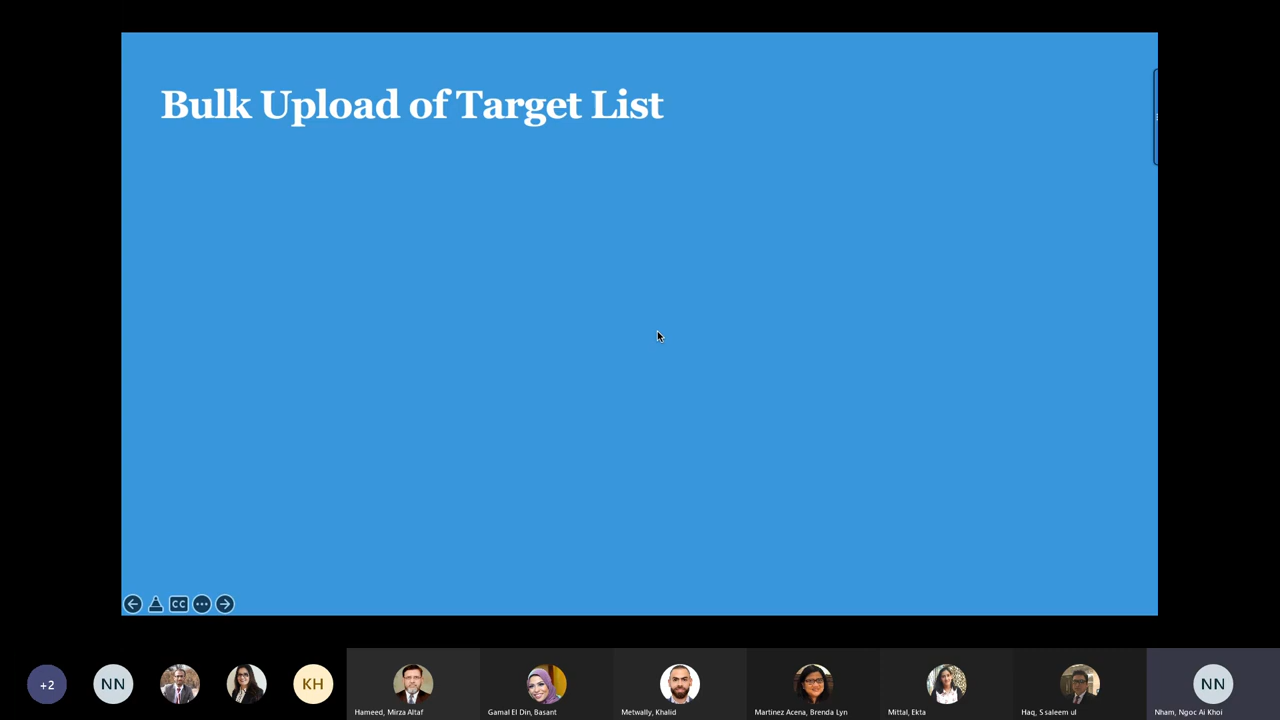 Bulk Upload of Target List
CC
+2
NN
KH
NN
Hameed, Mirza Altaf
Gamal El Din, Basant
Metwally, Khalid
Martinez Acena, Brenda Lyn
Mittal, Ekta
Haq, S saleem ul
Nham, Ngoc Ai Khoi